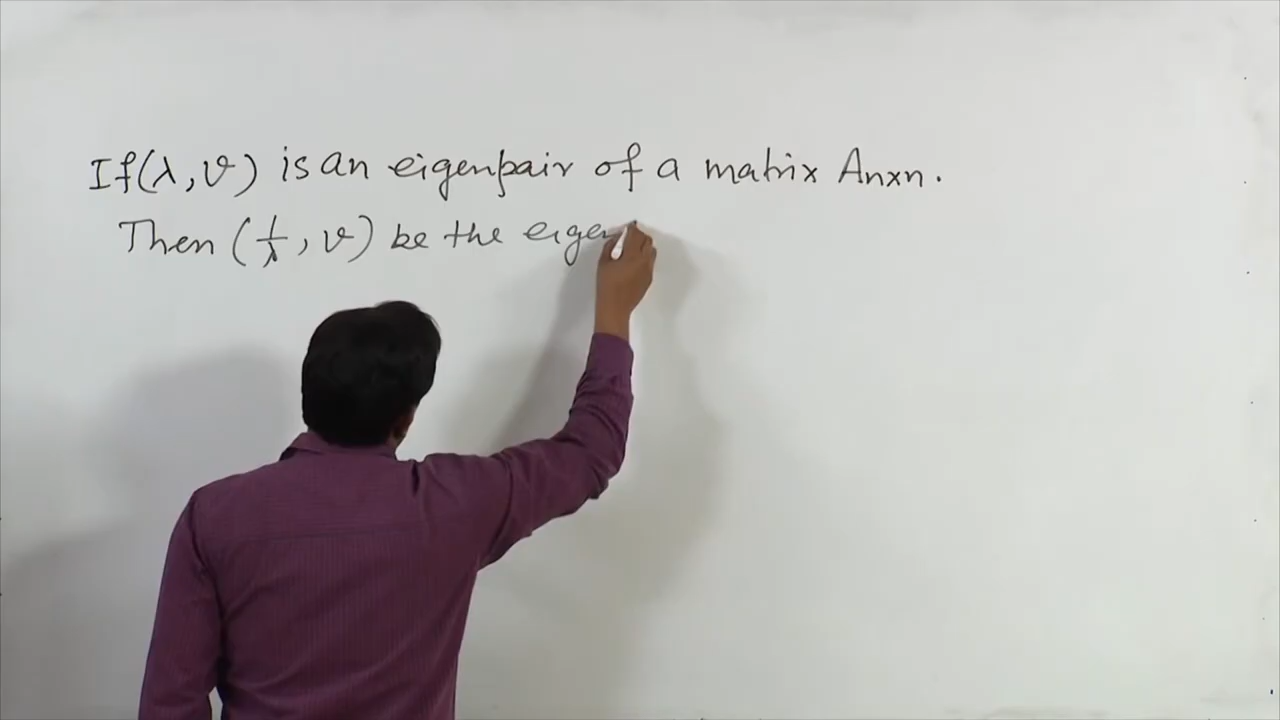 If (λ, v) is an eigenpair of a matrix Anxn.
Then (1/λ, v) be the eigen